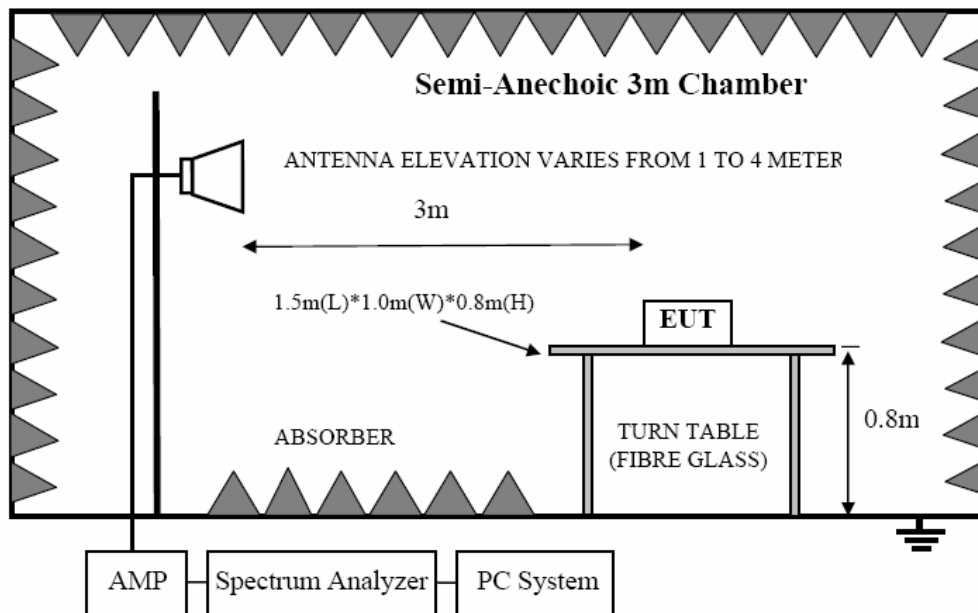 Semi-Anechoic 3m Chamber
ANTENNA ELEVATION VARIES FROM 1 TO 4 METER
3m
1.5m(L)*1.0m(W)*0.8m(H)
EUT
0.8m
ABSORBER
TURN TABLE
(FIBRE GLASS)
AMP
Spectrum Analyzer
PC System